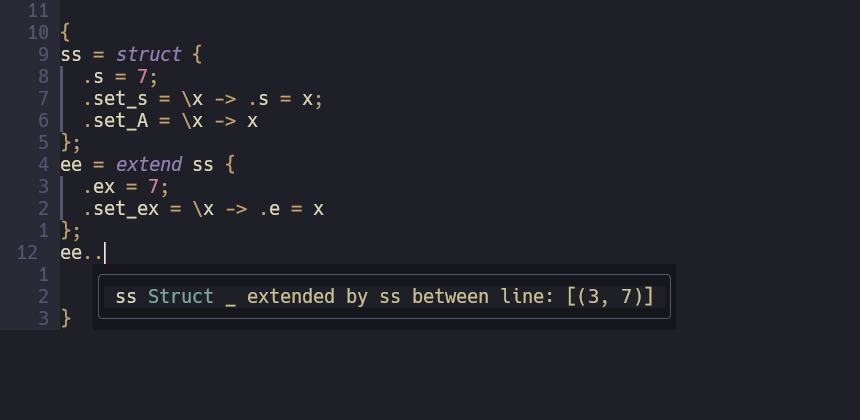 11
10 {
9 ss = struct {
8 .s = 7;
7 .set_s = \x -> .s = x;
6 .set_A = \x -> x
5 };
4 ee = extend ss {
3 .ex = 7;
2 .set_ex = \x -> .e = x
1 };
12 ee..
1
2 ss Struct _ extended by ss between line: [(3, 7)]
3 }